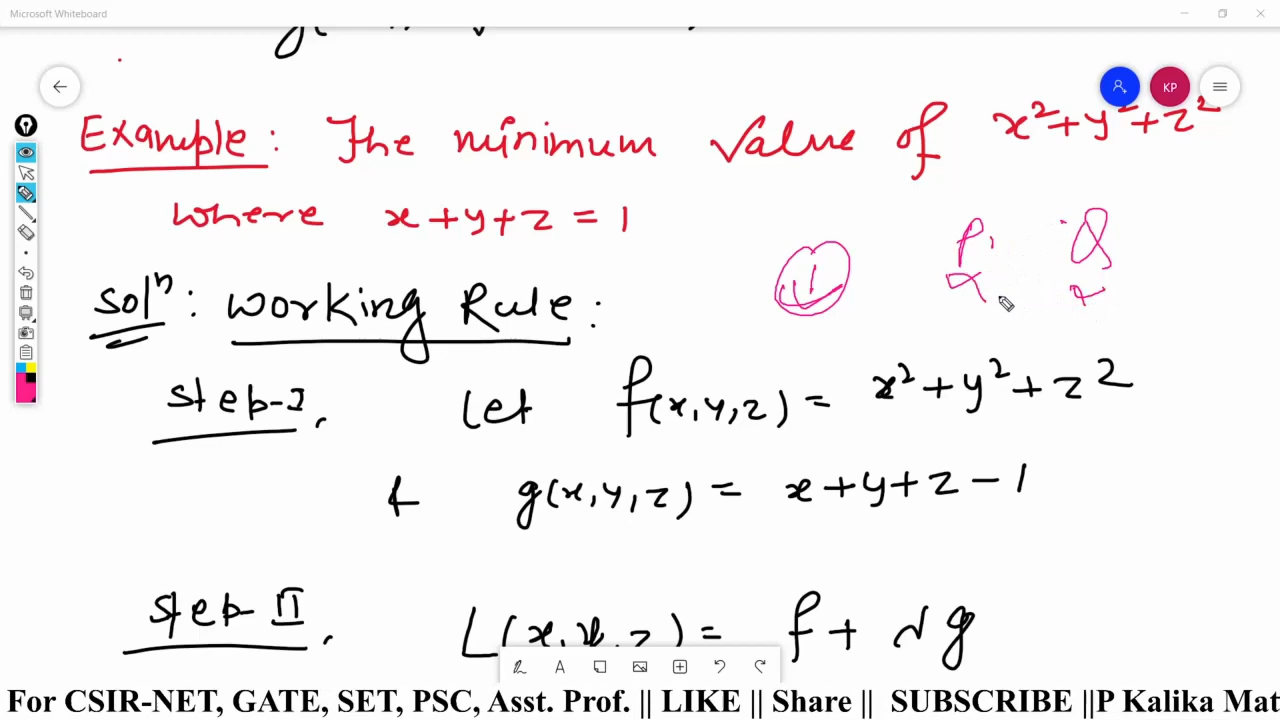 Microsoft Whiteboard
KP
Example: The minimum value of x²+y²+z²
where x+y+z = 1
Solⁿ: Working Rule:
Step-I, Let f(x,y,z) = x²+y²+z²
& g(x,y,z) = x+y+z-1
Step-II, L(x,y,z) = f+λg
For CSIR-NET, GATE, SET, PSC, Asst. Prof. || LIKE || Share || SUBSCRIBE ||P Kalika Mat